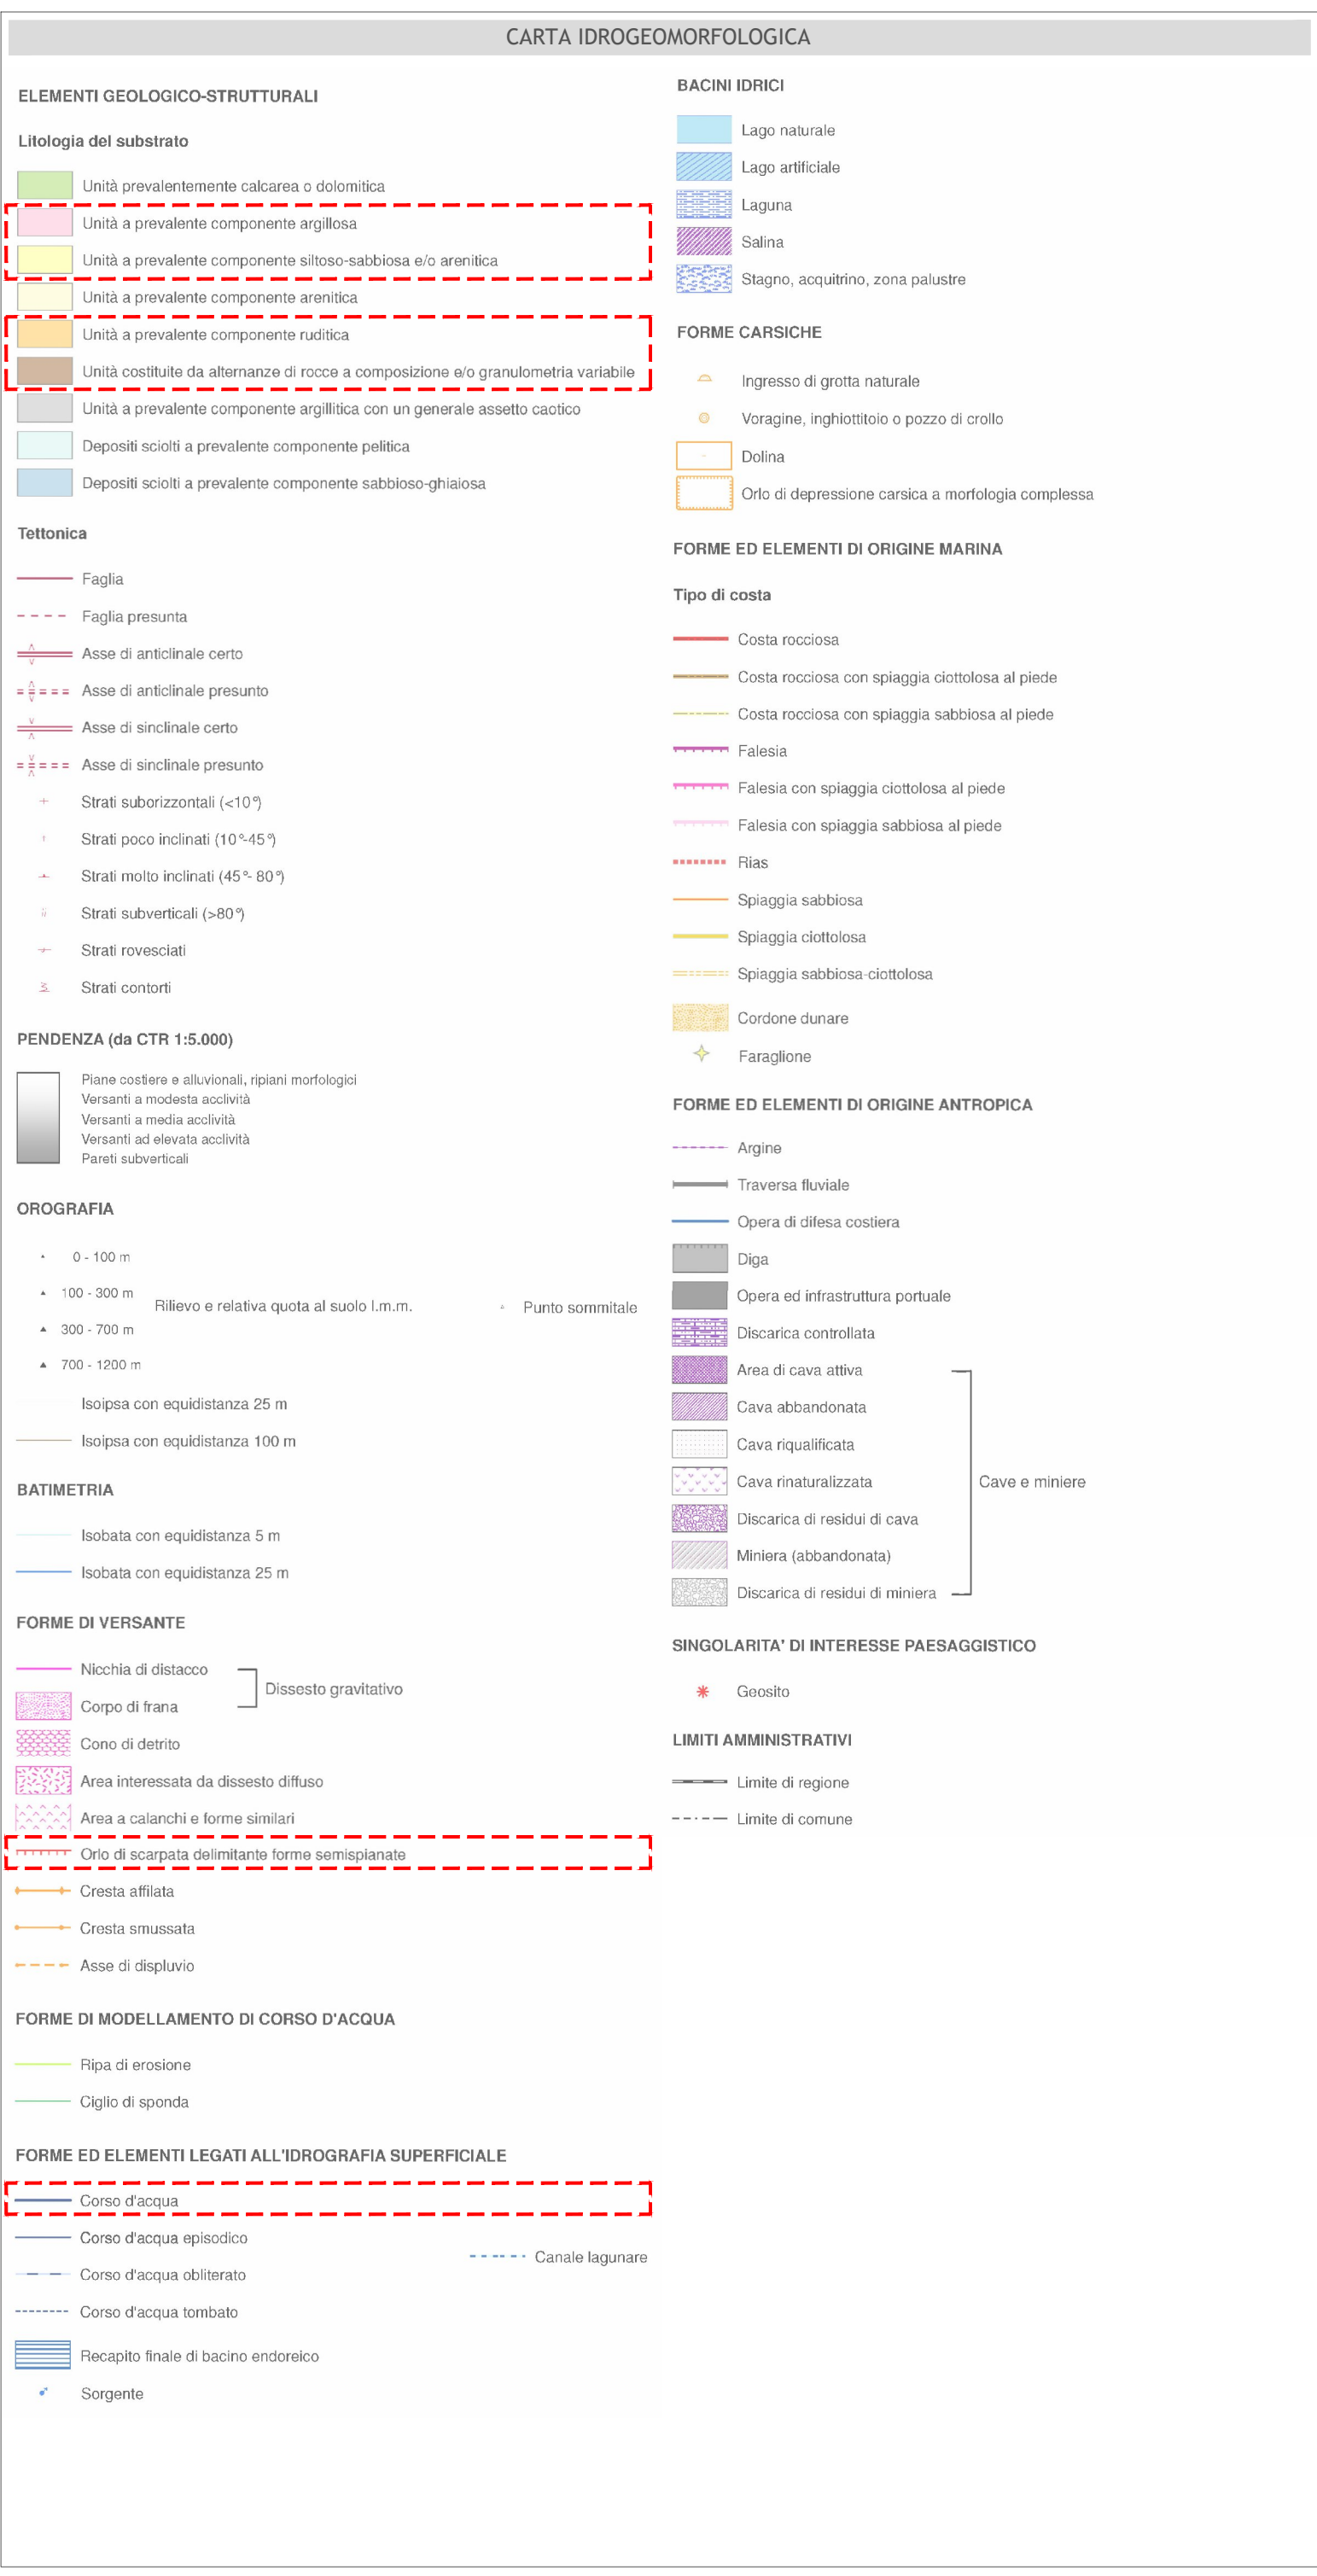 CARTA IDROGEOMORFOLOGICA
ELEMENTI GEOLOGICO-STRUTTURALI
Litologia del substrato
Unità prevalentemente calcarea o dolomitica
Unità a prevalente componente argillosa
Unità a prevalente componente siltoso-sabbiosa e/o arenitica
Unità a prevalente componente arenitica
Unità a prevalente componente ruditica
Unità costituite da alternanze di rocce a composizione e/o granulometria variabile
Unità a prevalente componente argillitica con un generale assetto caotico
Depositi sciolti a prevalente componente pelitica
Depositi sciolti a prevalente componente sabbioso-ghiaiosa
Tettonica
Faglia
Faglia presunta
Asse di anticlinale certo
Asse di anticlinale presunto
Asse di sinclinale certo
Asse di sinclinale presunto
Strati suborizzontali (<10°)
Strati poco inclinati (10°-45°)
Strati molto inclinati (45°- 80°)
Strati subverticali (>80°)
Strati rovesciati
Strati contorti
PENDENZA (da CTR 1:5.000)
Piane costiere e alluvionali, ripiani morfologici
Versanti a modesta acclività
Versanti a media acclività
Versanti ad elevata acclività
Pareti subverticali
OROGRAFIA
0 - 100 m
100 - 300 m
Rilievo e relativa quota al suolo l.m.m.
Punto sommitale
300 - 700 m
700 - 1200 m
Isoipsa con equidistanza 25 m
Isoipsa con equidistanza 100 m
BATIMETRIA
Isobata con equidistanza 5 m
Isobata con equidistanza 25 m
FORME DI VERSANTE
Nicchia di distacco
Dissesto gravitativo
Corpo di frana
Cono di detrito
Area interessata da dissesto diffuso
Area a calanchi e forme similari
Orlo di scarpata delimitante forme semispianate
Cresta affilata
Cresta smussata
Asse di displuvio
FORME DI MODELLAMENTO DI CORSO D'ACQUA
Ripa di erosione
Ciglio di sponda
FORME ED ELEMENTI LEGATI ALL'IDROGRAFIA SUPERFICIALE
Corso d'acqua
Corso d'acqua episodico
Canale lagunare
Corso d'acqua obliterato
Corso d'acqua tombato
Recapito finale di bacino endoreico
Sorgente
BACINI IDRICI
Lago naturale
Lago artificiale
Laguna
Salina
Stagno, acquitrino, zona palustre
FORME CARSICHE
Ingresso di grotta naturale
Voragine, inghiottitoio o pozzo di crollo
Dolina
Orlo di depressione carsica a morfologia complessa
FORME ED ELEMENTI DI ORIGINE MARINA
Tipo di costa
Costa rocciosa
Costa rocciosa con spiaggia ciottolosa al piede
Costa rocciosa con spiaggia sabbiosa al piede
Falesia
Falesia con spiaggia ciottolosa al piede
Falesia con spiaggia sabbiosa al piede
Rias
Spiaggia sabbiosa
Spiaggia ciottolosa
Spiaggia sabbiosa-ciottolosa
Cordone dunare
Faraglione
FORME ED ELEMENTI DI ORIGINE ANTROPICA
Argine
Traversa fluviale
Opera di difesa costiera
Diga
Opera ed infrastruttura portuale
Discarica controllata
Area di cava attiva
Cava abbandonata
Cava riqualificata
Cava rinaturalizzata
Cave e miniere
Discarica di residui di cava
Miniera (abbandonata)
Discarica di residui di miniera
SINGOLARITA' DI INTERESSE PAESAGGISTICO
Geosito
LIMITI AMMINISTRATIVI
Limite di regione
Limite di comune